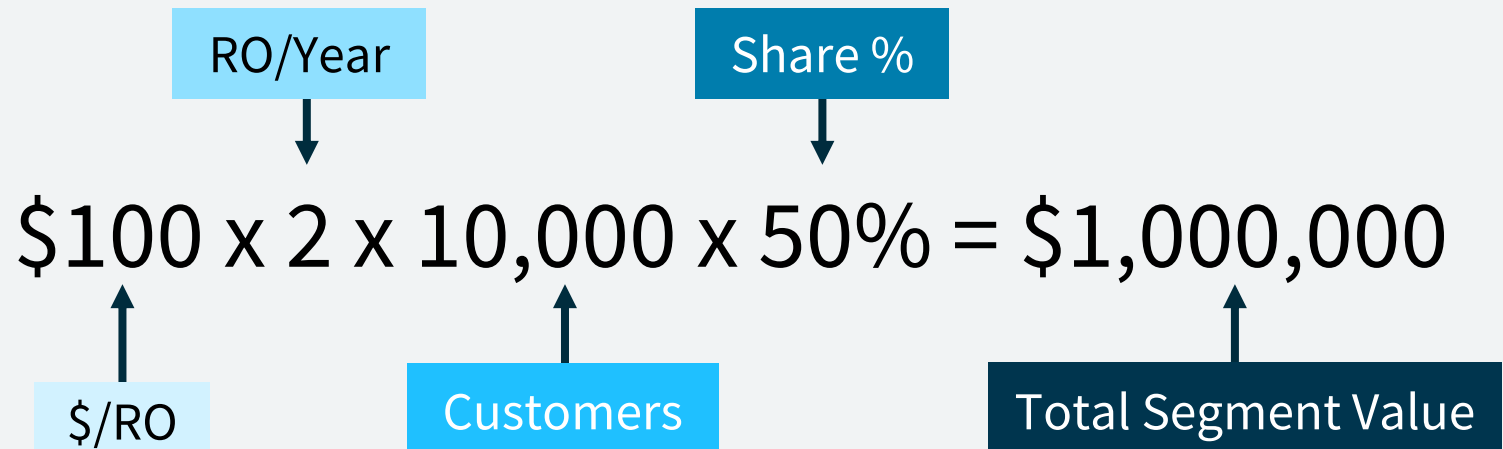 RO/Year
Share %
$100 x 2 x 10,000 x 50% = $1,000,000
$/RO
Customers
Total Segment Value